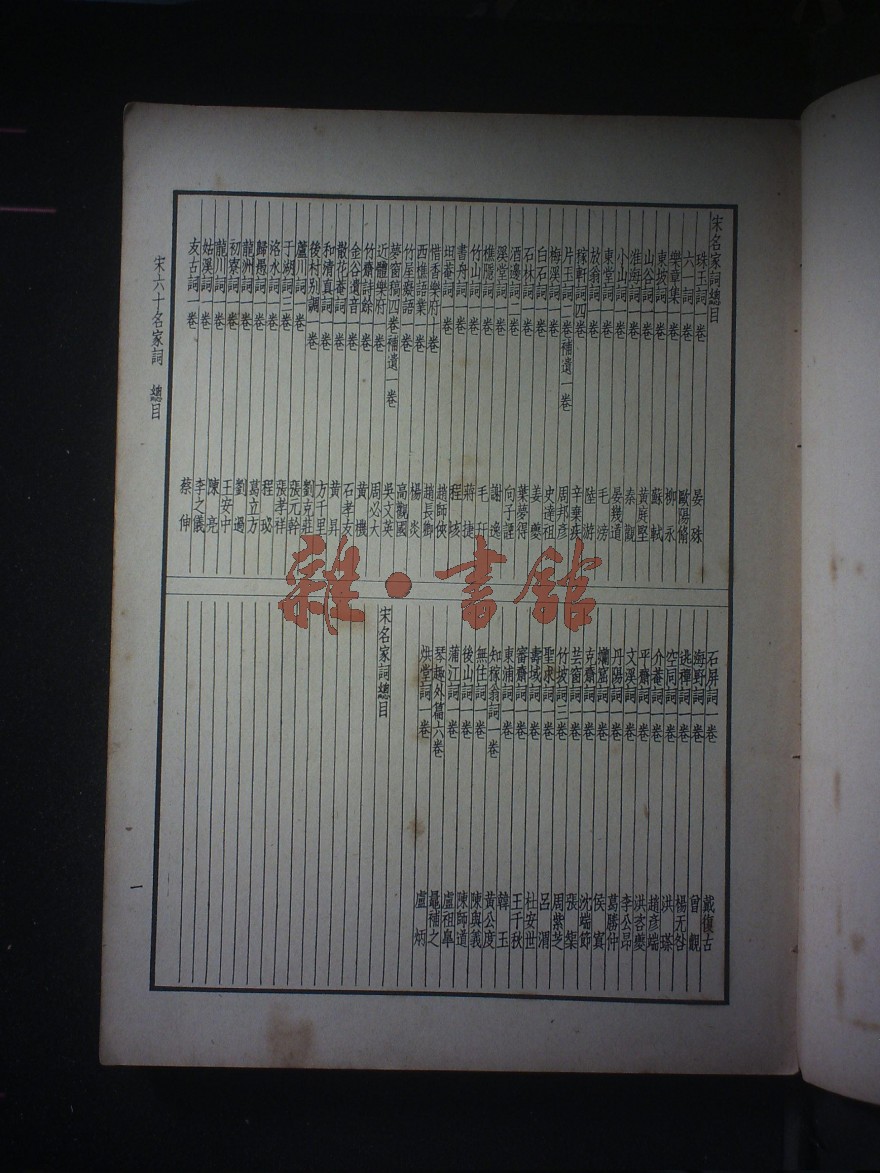 宋名家詞總目
珠玉詞一卷 晏殊
六一詞一卷 歐陽脩
樂章集一卷 柳永
東坡詞一卷 蘇軾
山谷詞一卷 黃庭堅
淮海詞一卷 秦觀
小山詞一卷 晏幾道
東堂詞一卷 毛滂
放翁詞一卷 陸游
稼軒詞四卷 辛棄疾
片玉詞二卷補遺一卷 周邦彥
梅溪詞一卷 史達祖
白石詞一卷 姜夔
石林詞一卷 葉夢得
酒邊詞二卷 向子諲
溪堂詞一卷 謝逸
樵隱詞一卷 毛幵
竹山詞一卷 蔣捷
書舟詞一卷 程垓
坦菴詞一卷 趙師俠
惜香樂府十卷 趙長卿
西樵語業一卷 楊炎
竹屋癡語一卷 高觀國
夢窗稿四卷補遺一卷 吳文英
近體樂府一卷 周必大
竹齋詩餘一卷 黃機
金谷遺音一卷 石孝友
散花菴詞一卷 黃昇
和清真詞一卷 方千里
後村別調一卷 劉克莊
蘆川詞一卷 張元幹
于湖詞三卷 張孝祥
洺水詞一卷 程珌
歸愚詞一卷 葛立方
龍洲詞一卷 劉過
初寮詞一卷 王安中
龍川詞一卷 陳亮
姑溪詞一卷 李之儀
友古詞一卷 蔡伸
石屏詞一卷 戴復古
海野詞一卷 曾覿
逃禪詞一卷 楊无咎
空同詞一卷 洪瑹
介菴詞一卷 趙彥端
平齋詞一卷 洪咨夔
文溪詞一卷 李公昂
丹陽詞一卷 葛勝仲
孏窟詞一卷 侯寘
克齋詞一卷 沈端節
芸窗詞一卷 張榘
竹坡詞三卷 周紫芝
聖求詞一卷 呂渭
壽域詞一卷 杜安世
審齋詞一卷 王千秋
東浦詞一卷 韓玉
知稼翁詞一卷 黃公度
無住詞一卷 陳與義
後山詞一卷 陳師道
蒲江詞一卷 盧祖皋
琴趣外篇六卷 鼂補之
烘堂詞一卷 盧炳
宋名家詞總目
宋六十名家詞 總目
一
雜·書館